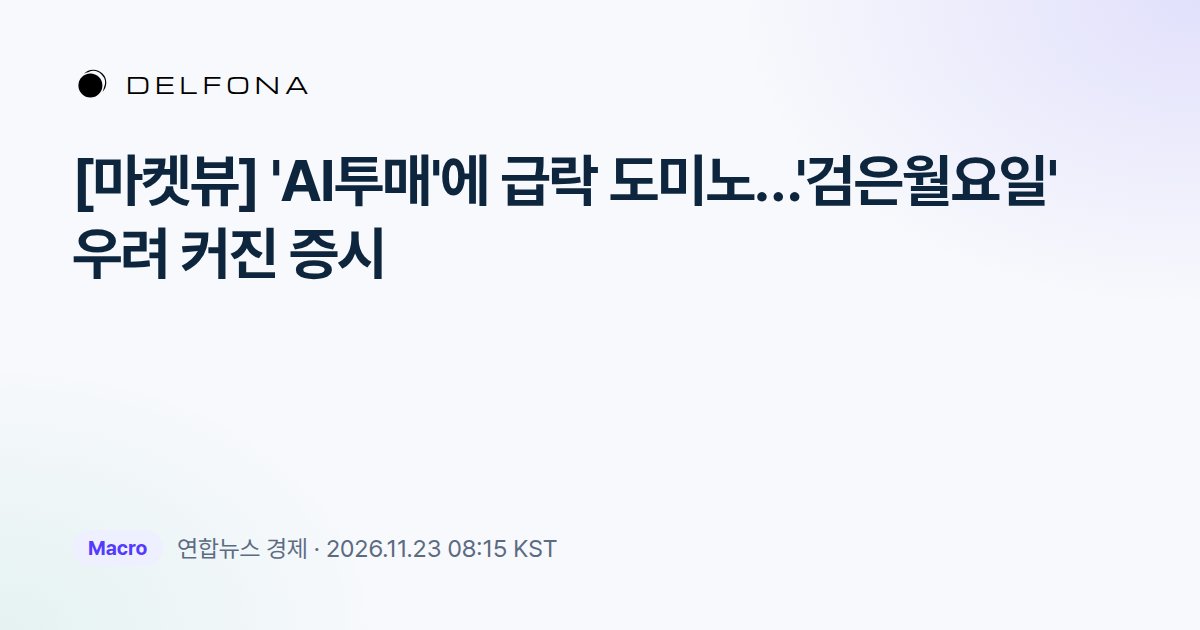 DELFONA
[마켓뷰] 'AI투매'에 급락 도미노…'검은월요일'
우려 커진 증시
Macro 연합뉴스 경제 · 2026.11.23 08:15 KST